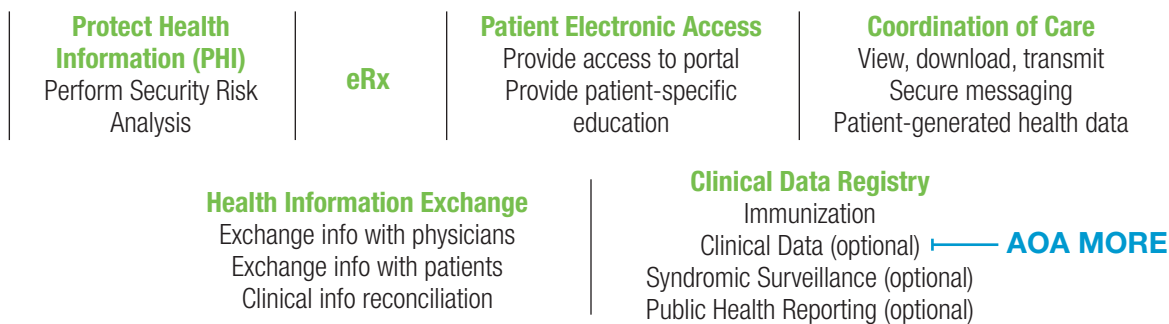 Protect Health
Information (PHI)
Perform Security Risk
Analysis
eRx
Patient Electronic Access
Provide access to portal
Provide patient-specific
education
Coordination of Care
View, download, transmit
Secure messaging
Patient-generated health data
Health Information Exchange
Exchange info with physicians
Exchange info with patients
Clinical info reconciliation
Clinical Data Registry
Immunization
Clinical Data (optional) AOA MORE
Syndromic Surveillance (optional)
Public Health Reporting (optional)